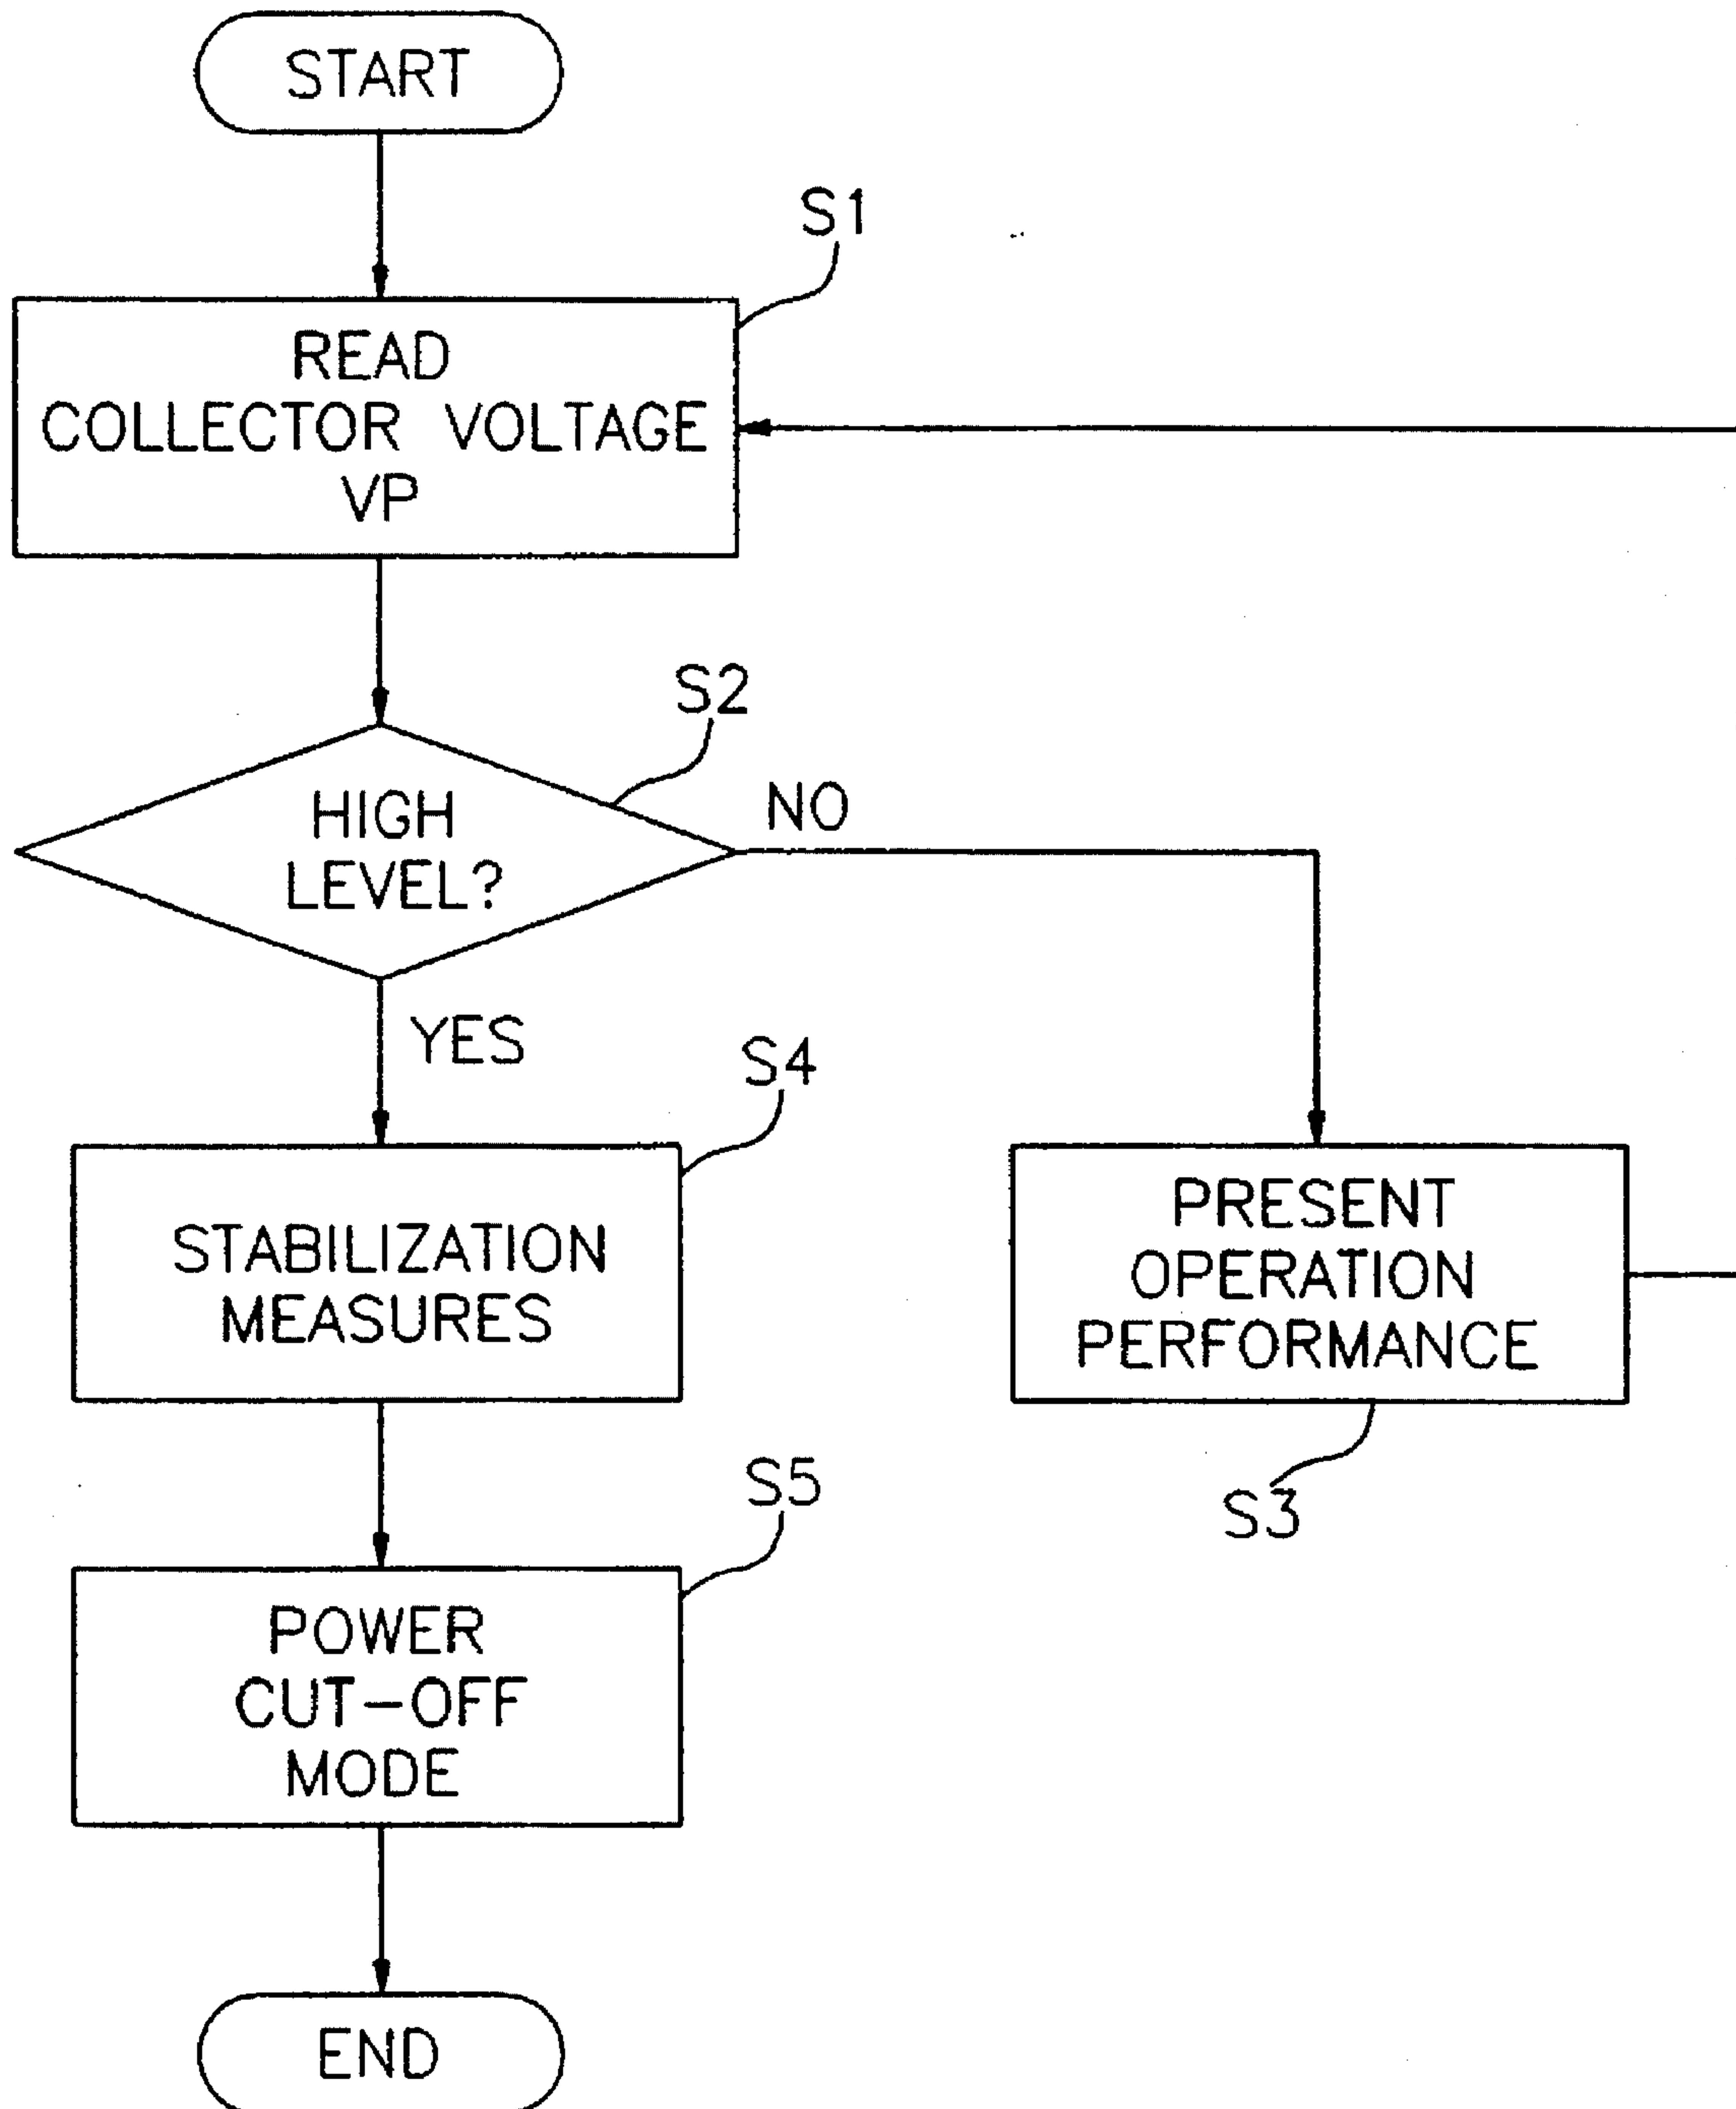 START
S1
READ
COLLECTOR VOLTAGE
VP
S2
HIGH
LEVEL?
NO
YES
S4
STABILIZATION
MEASURES
PRESENT
OPERATION
PERFORMANCE
S3
S5
POWER
CUT-OFF
MODE
END